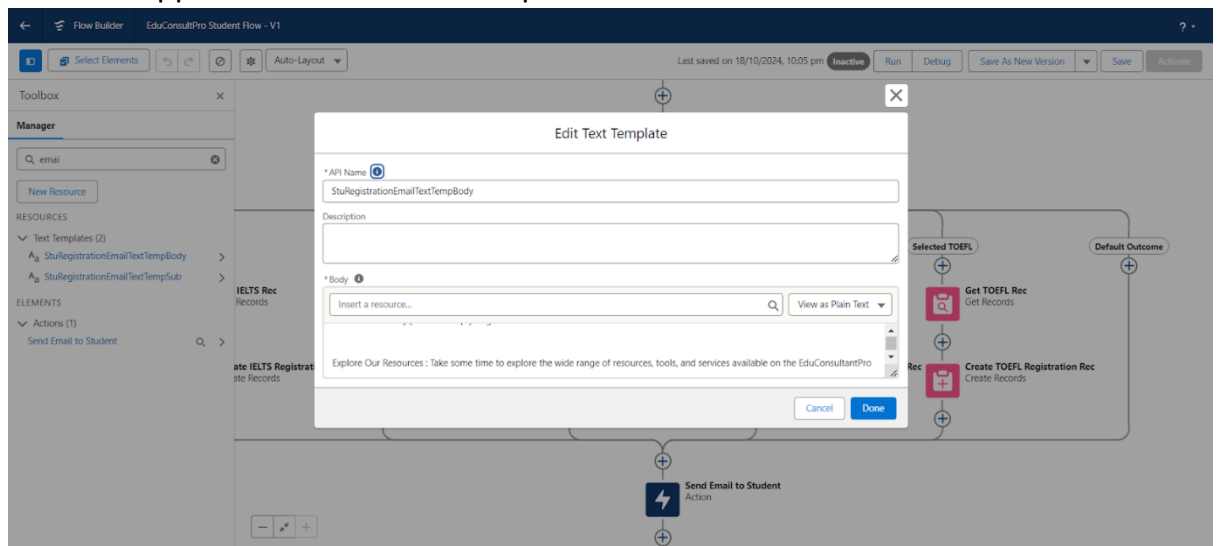 Flow Builder EduConsultPro Student Flow - V1 ?
Select Elements Auto-Layout Last saved on 18/10/2024, 10:05 pm Inactive Run Debug Save As New Version Save Activate
Toolbox
Manager
emai
New Resource
RESOURCES
Text Templates (2)
StuRegistrationEmailTextTempBody
StuRegistrationEmailTextTempSub
ELEMENTS
Actions (1)
Send Email to Student
Edit Text Template
* API Name
StuRegistrationEmailTextTempBody
Description
* Body
Insert a resource... View as Plain Text
Explore Our Resources : Take some time to explore the wide range of resources, tools, and services available on the EduConsultantPro
Cancel Done
IELTS Rec
Records
ate IELTS Registrati
ate Records
Selected TOEFL Default Outcome
Get TOEFL Rec
Get Records
Rec Create TOEFL Registration Rec
Create Records
Send Email to Student
Action